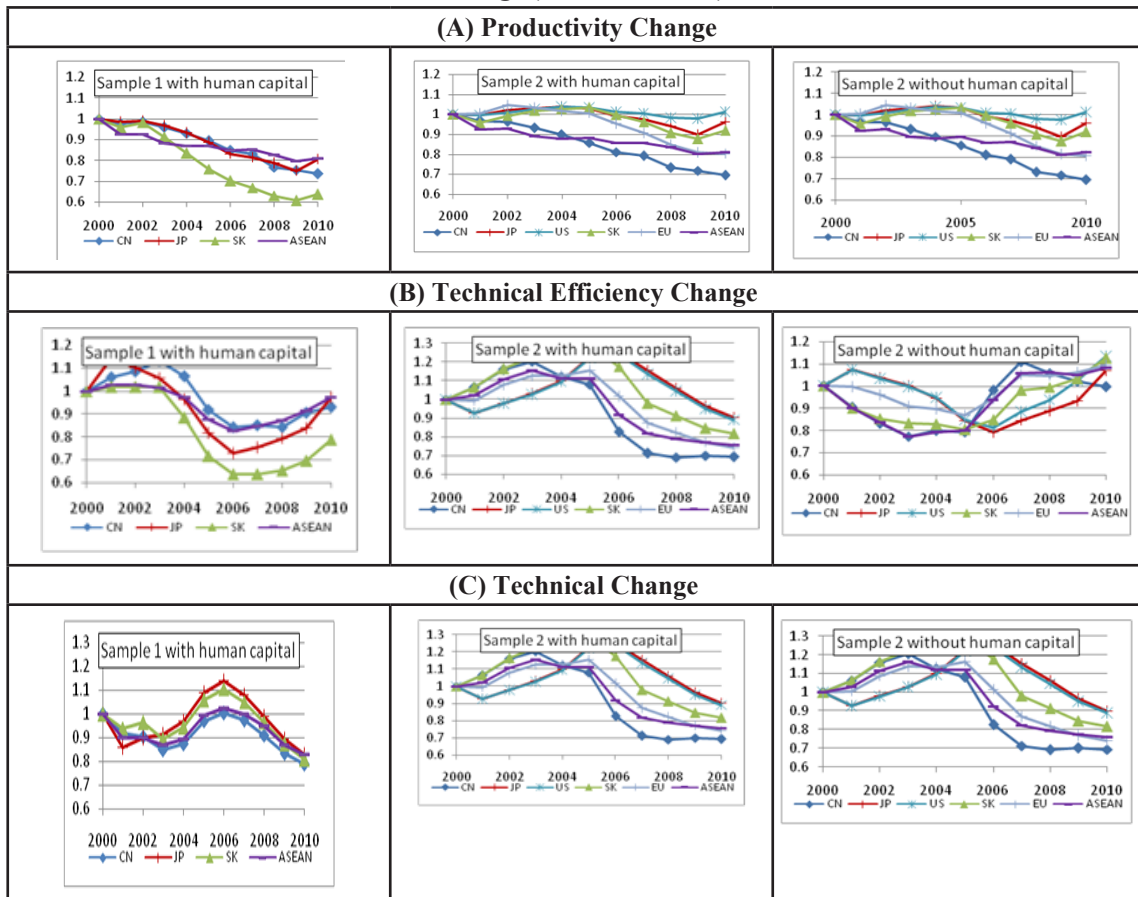 (A) Productivity Change
Sample 1 with human capital
1.2
1.1
1
0.9
0.8
0.7
0.6
2000 2002 2004 2006 2008 2010
CN JP SK ASEAN
Sample 2 with human capital
1.2
1.1
1
0.9
0.8
0.7
0.6
2000 2002 2004 2006 2008 2010
CN JP US SK EU ASEAN
Sample 2 without human capital
1.2
1.1
1
0.9
0.8
0.7
0.6
2000 2005 2010
CN JP US SK EU ASEAN
(B) Technical Efficiency Change
Sample 1 with human capital
1.2
1.1
1
0.9
0.8
0.7
0.6
2000 2002 2004 2006 2008 2010
CN JP SK ASEAN
Sample 2 with human capital
1.3
1.2
1.1
1
0.9
0.8
0.7
0.6
2000 2002 2004 2006 2008 2010
CN JP US SK EU ASEAN
Sample 2 without human capital
1.2
1.1
1
0.9
0.8
0.7
0.6
2000 2002 2004 2006 2008 2010
CN JP US SK EU ASEAN
(C) Technical Change
Sample 1 with human capital
1.3
1.2
1.1
1
0.9
0.8
0.7
0.6
2000 2002 2004 2006 2008 2010
CN JP SK ASEAN
Sample 2 with human capital
1.3
1.2
1.1
1
0.9
0.8
0.7
0.6
2000 2002 2004 2006 2008 2010
CN JP US SK EU ASEAN
Sample 2 without human capital
1.3
1.2
1.1
1
0.9
0.8
0.7
0.6
2000 2002 2004 2006 2008 2010
CN JP US SK EU ASEAN